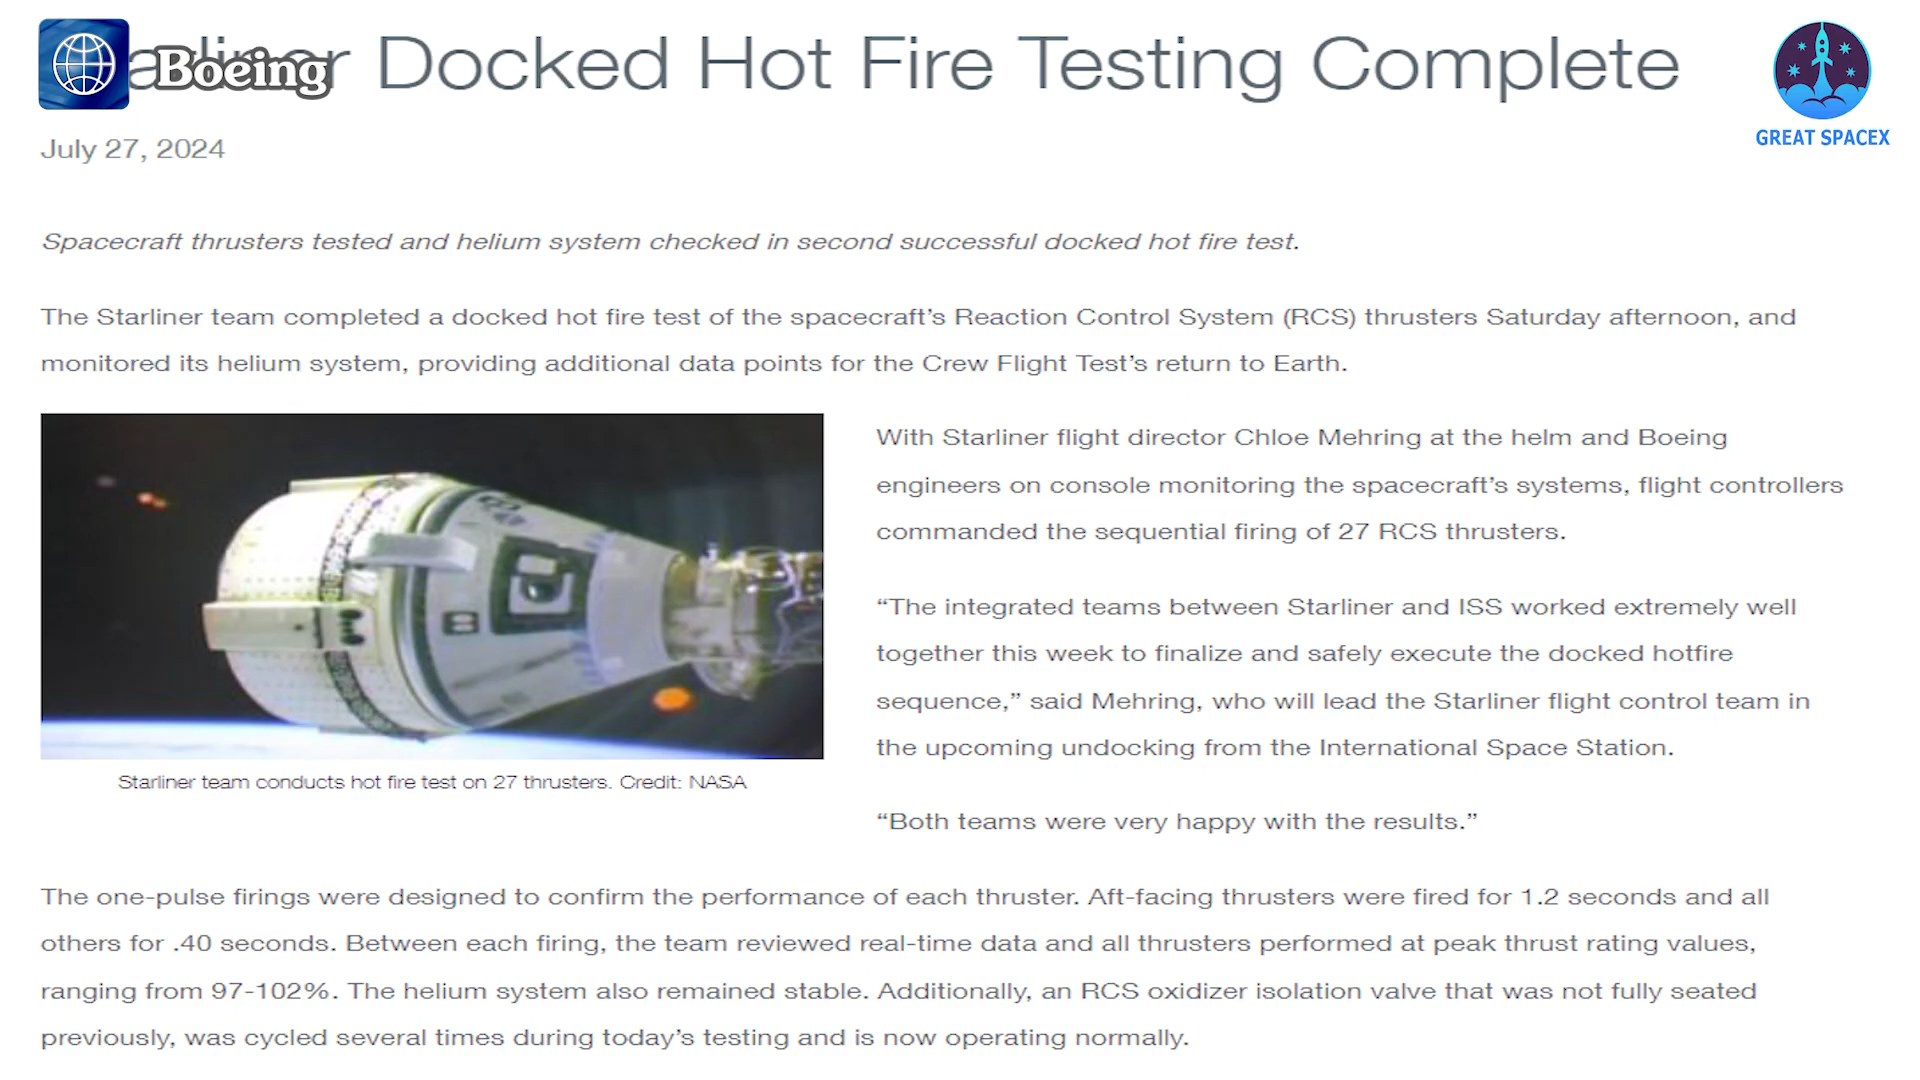 Boeing
Docked Hot Fire Testing Complete
GREAT SPACEX
July 27, 2024
Spacecraft thrusters tested and helium system checked in second successful docked hot fire test.
The Starliner team completed a docked hot fire test of the spacecraft’s Reaction Control System (RCS) thrusters Saturday afternoon, and
monitored its helium system, providing additional data points for the Crew Flight Test’s return to Earth.
With Starliner flight director Chloe Mehring at the helm and Boeing
engineers on console monitoring the spacecraft’s systems, flight controllers
commanded the sequential firing of 27 RCS thrusters.
“The integrated teams between Starliner and ISS worked extremely well
together this week to finalize and safely execute the docked hotfire
sequence,” said Mehring, who will lead the Starliner flight control team in
the upcoming undocking from the International Space Station.
“Both teams were very happy with the results.”
Starliner team conducts hot fire test on 27 thrusters. Credit: NASA
The one-pulse firings were designed to confirm the performance of each thruster. Aft-facing thrusters were fired for 1.2 seconds and all
others for .40 seconds. Between each firing, the team reviewed real-time data and all thrusters performed at peak thrust rating values,
ranging from 97-102%. The helium system also remained stable. Additionally, an RCS oxidizer isolation valve that was not fully seated
previously, was cycled several times during today’s testing and is now operating normally.